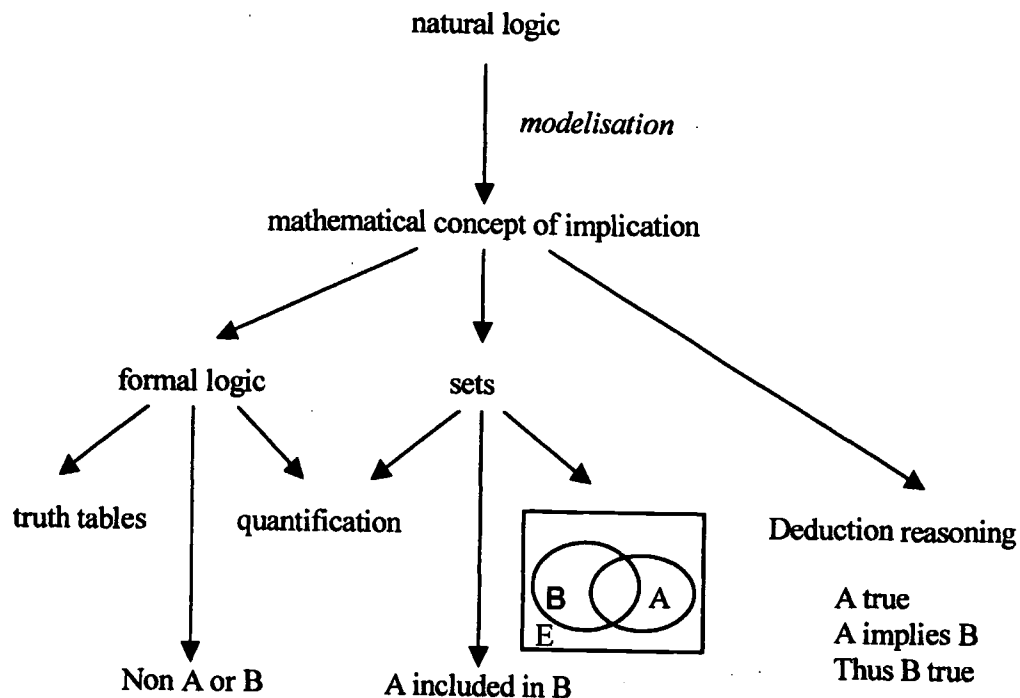 natural logic
modelisation
mathematical concept of implication
formal logic
sets
truth tables
quantification
Deduction reasoning
B
A
E
A true
A implies B
Thus B true
Non A or B
A included in B